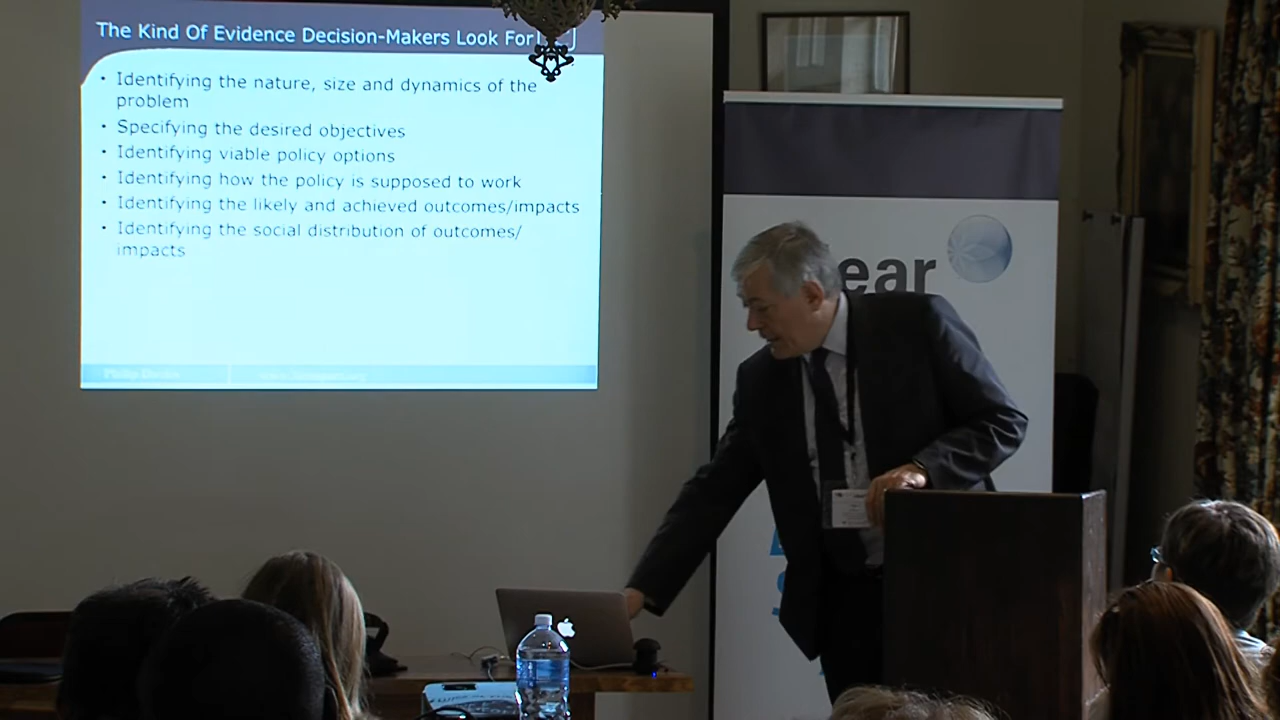 The Kind Of Evidence Decision-Makers Look For
• Identifying the nature, size and dynamics of the
problem
• Specifying the desired objectives
• Identifying viable policy options
• Identifying how the policy is supposed to work
• Identifying the likely and achieved outcomes/impacts
• Identifying the social distribution of outcomes/
impacts
Philip Davies
ear